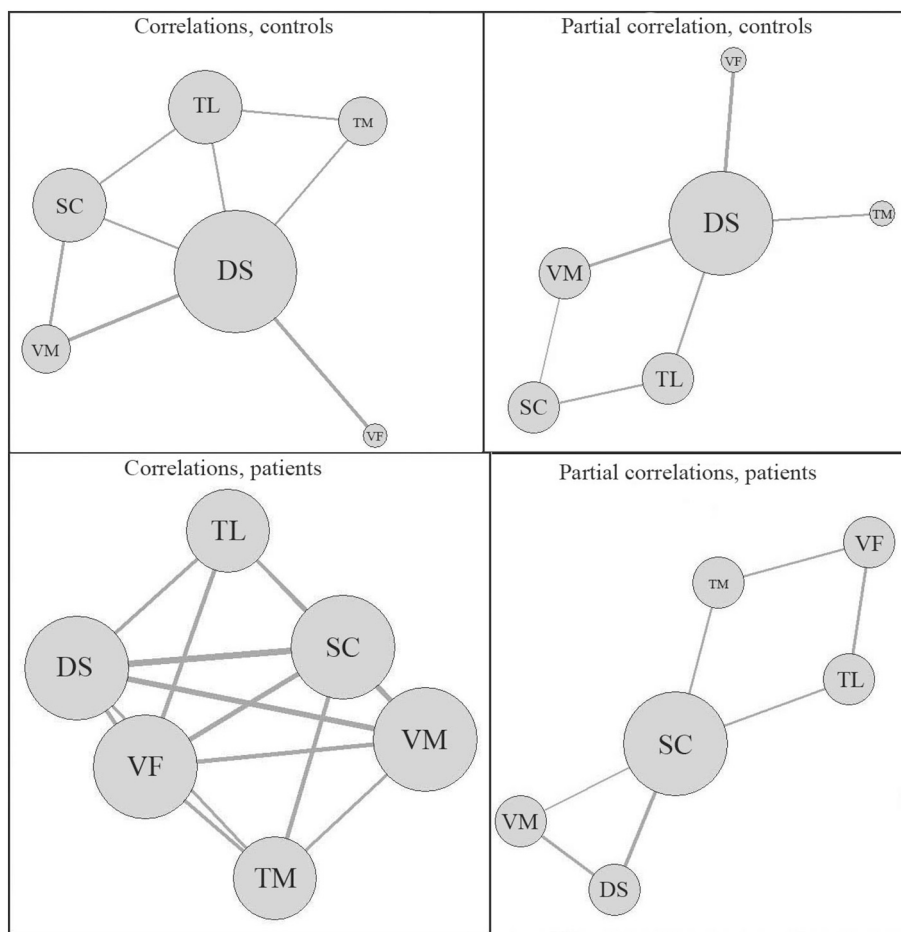 Correlations, controls
TL
TM
SC
DS
VM
VF
Partial correlation, controls
VF
TM
DS
VM
TL
SC
Correlations, patients
TL
SC
DS
VM
VF
TM
Partial correlations, patients
VF
TM
TL
SC
VM
DS